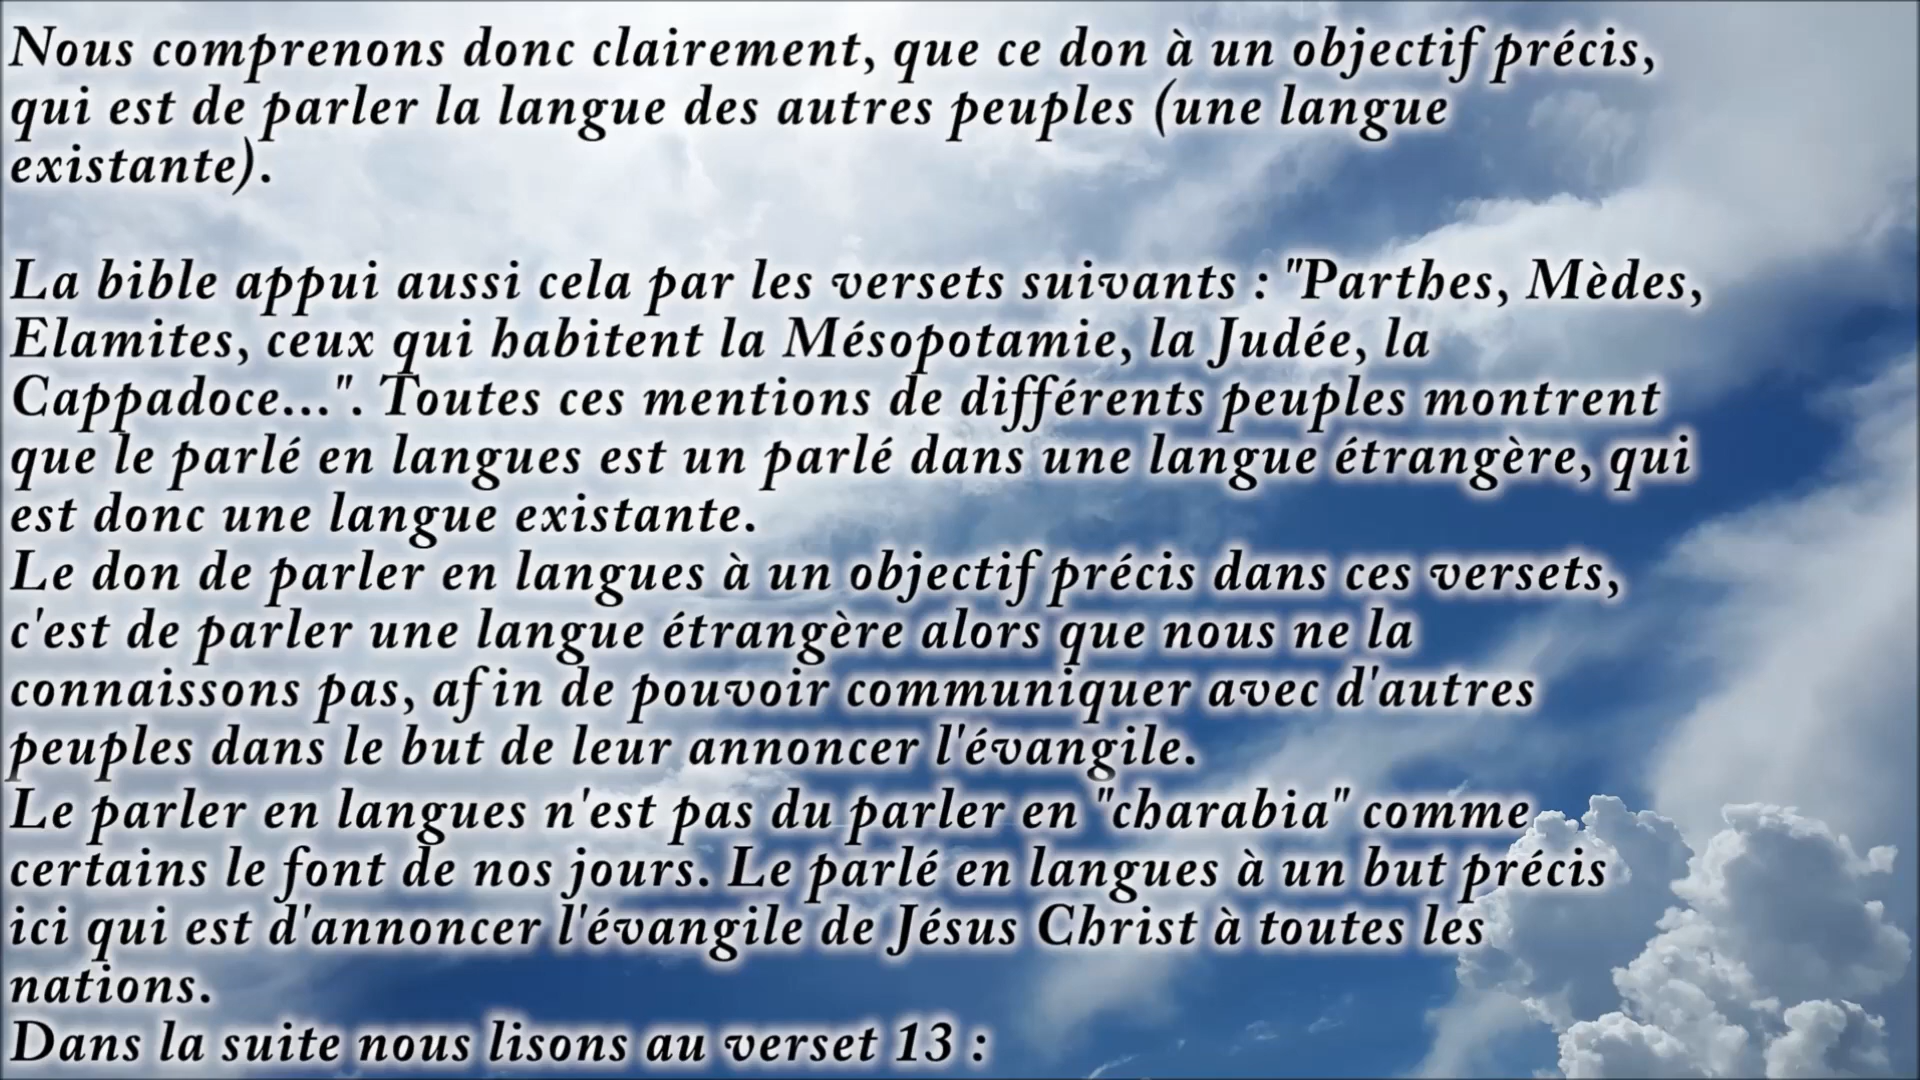 Nous comprenons donc clairement, que ce don à un objectif précis,
qui est de parler la langue des autres peuples (une langue
existante).
La bible appui aussi cela par les versets suivants : "Parthes, Mèdes,
Elamites, ceux qui habitent la Mésopotamie, la Judée, la
Cappadoce...". Toutes ces mentions de différents peuples montrent
que le parlé en langues est un parlé dans une langue étrangère, qui
est donc une langue existante.
Le don de parler en langues à un objectif précis dans ces versets,
c'est de parler une langue étrangère alors que nous ne la
connaissons pas, afin de pouvoir communiquer avec d'autres
peuples dans le but de leur annoncer l'évangile.
Le parler en langues n'est pas du parler en "charabia" comme
certains le font de nos jours. Le parlé en langues à un but précis
ici qui est d'annoncer l'évangile de Jésus Christ à toutes les
nations.
Dans la suite nous lisons au verset 13 :